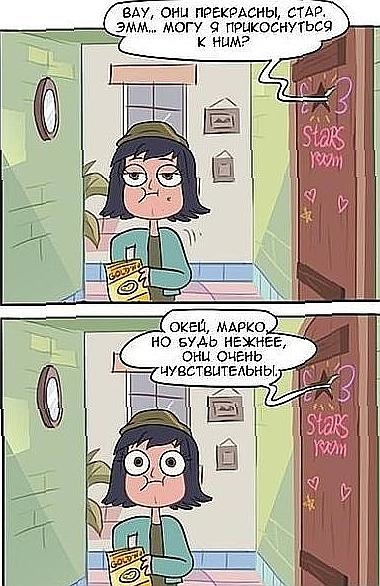 ВАУ, ОНИ ПРЕКРАСНЫ, СТАР.
ЭММ... МОГУ Я ПРИКОСНУТЬСЯ
К НИМ?
STARS
room
ОКЕЙ, МАРКО,
НО БУДЬ НЕЖНЕЕ,
ОНИ ОЧЕНЬ
ЧУВСТВИТЕЛЬНЫ.
STARS
room